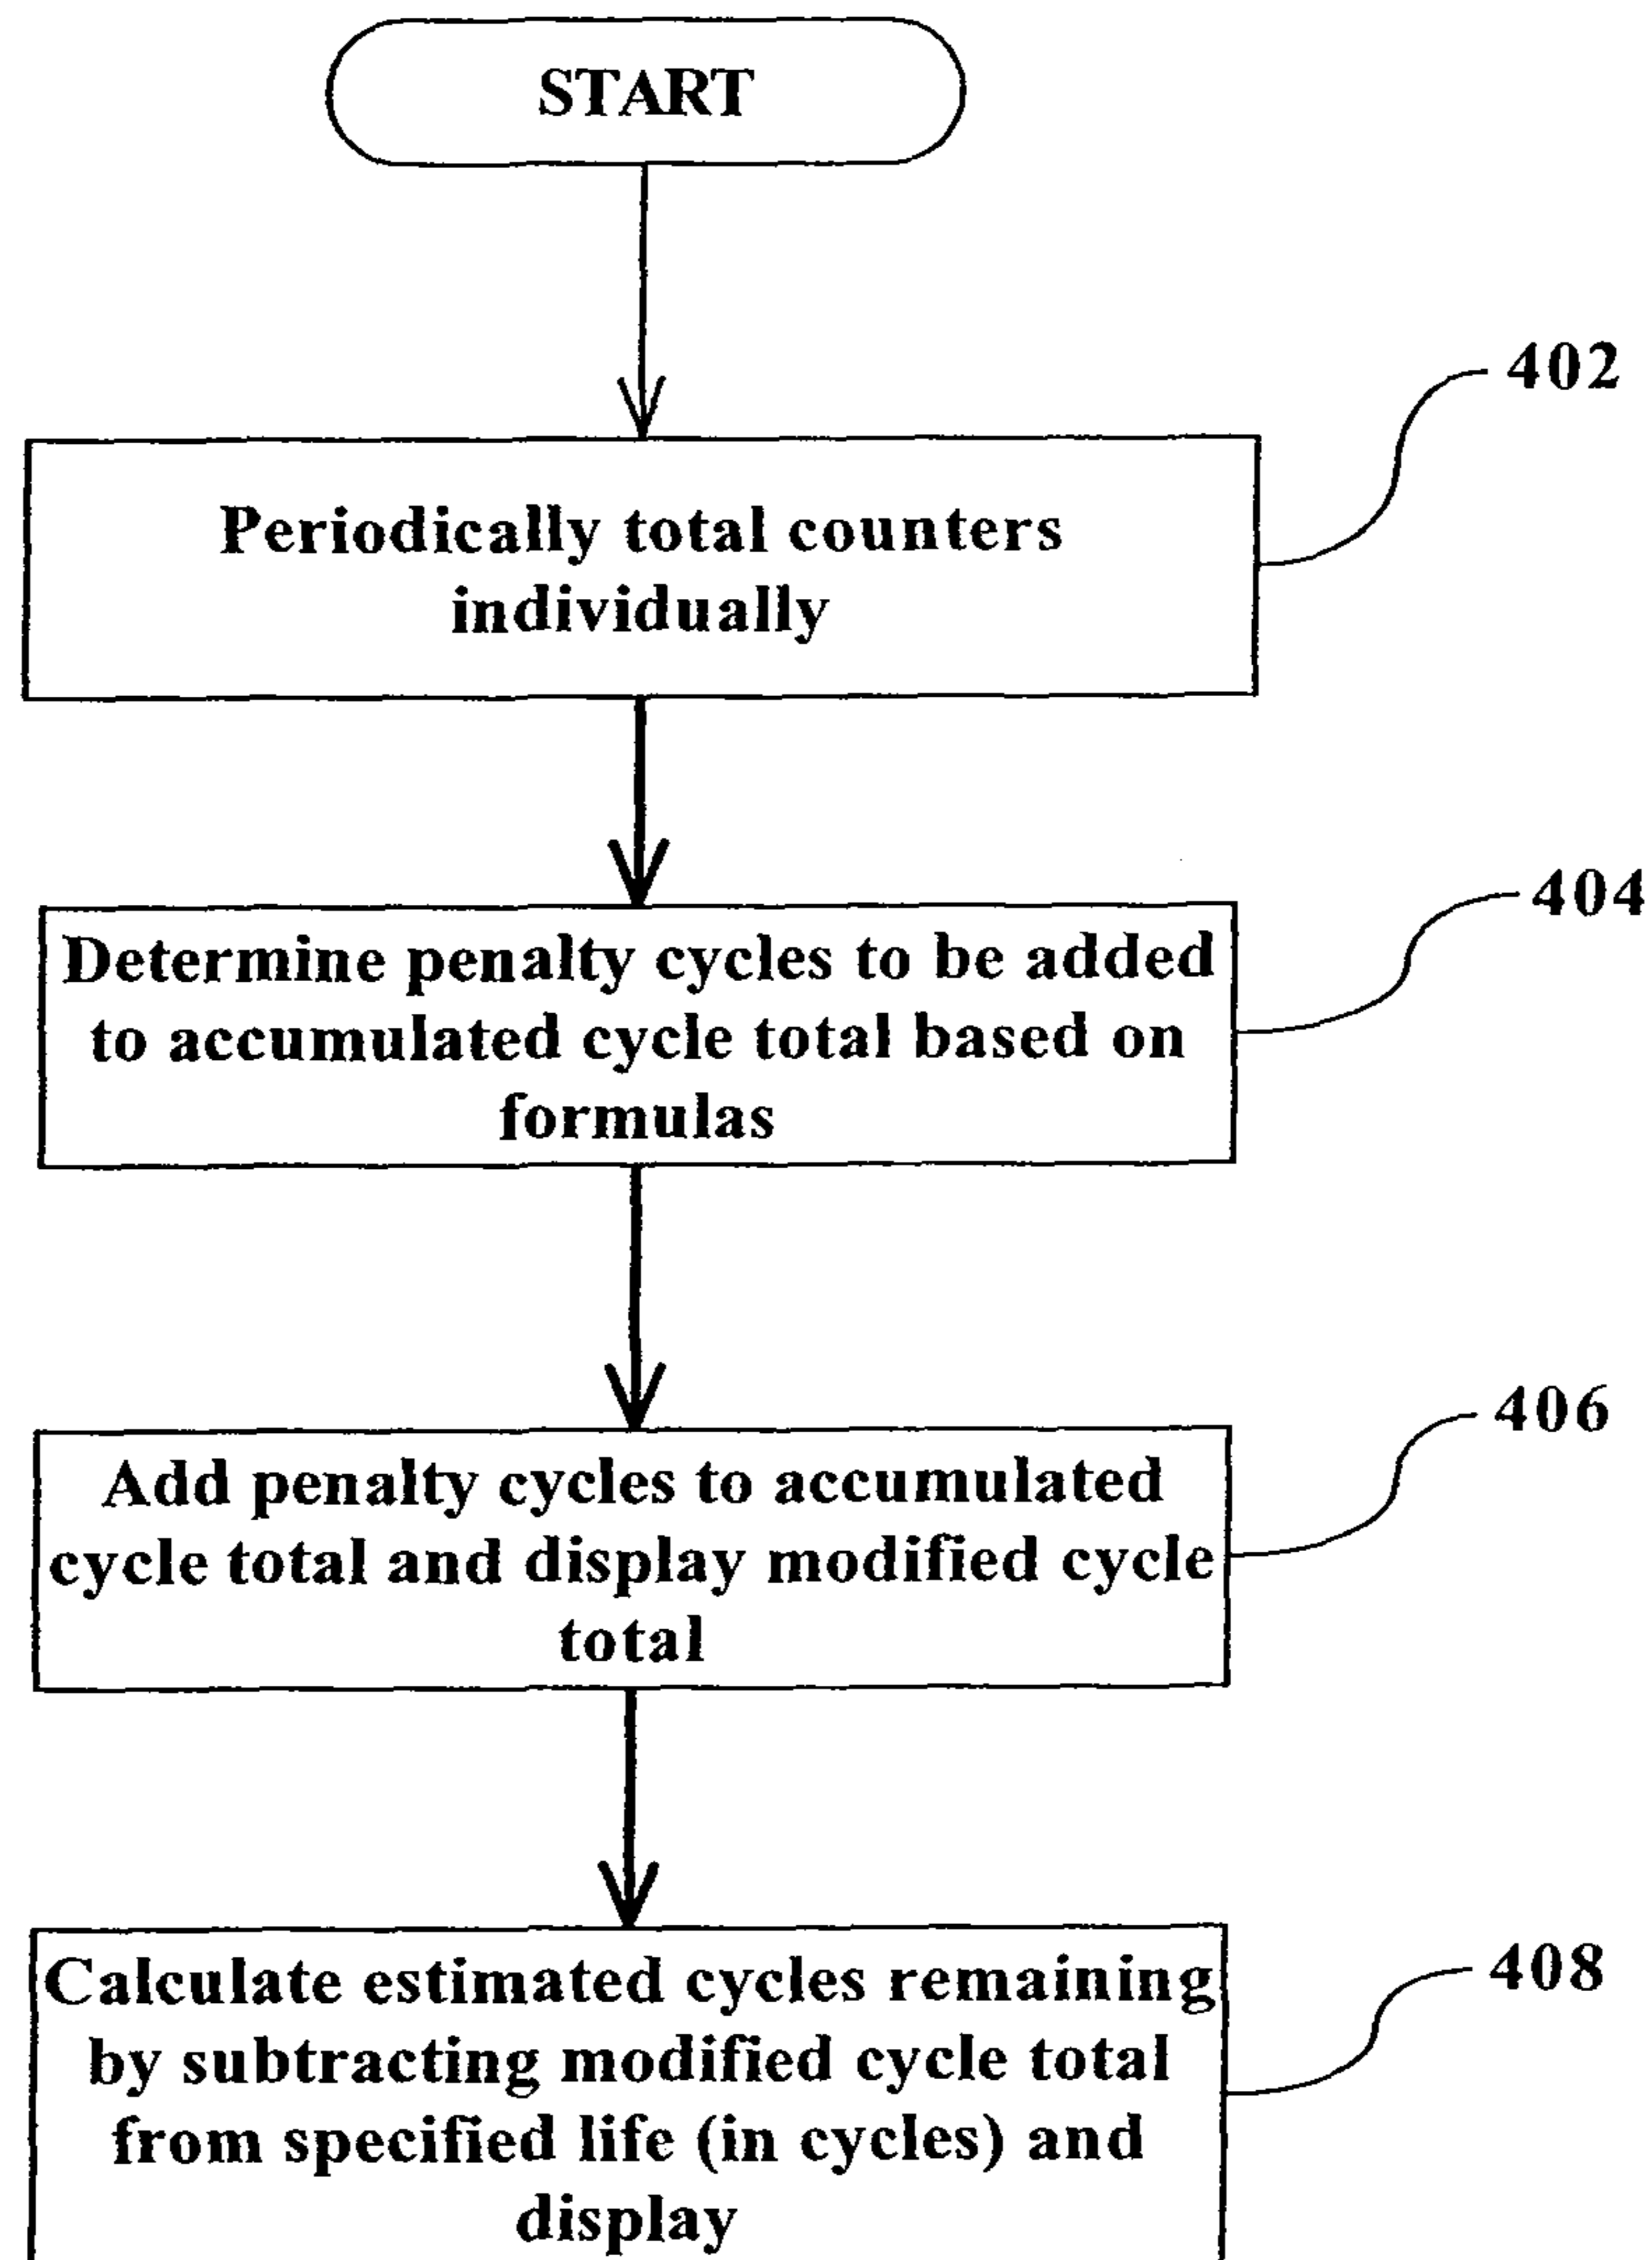 START
402
Periodically total counters
individually
404
Determine penalty cycles to be added
to accumulated cycle total based on
formulas
406
Add penalty cycles to accumulated
cycle total and display modified cycle
total
408
Calculate estimated cycles remaining
by subtracting modified cycle total
from specified life (in cycles) and
display